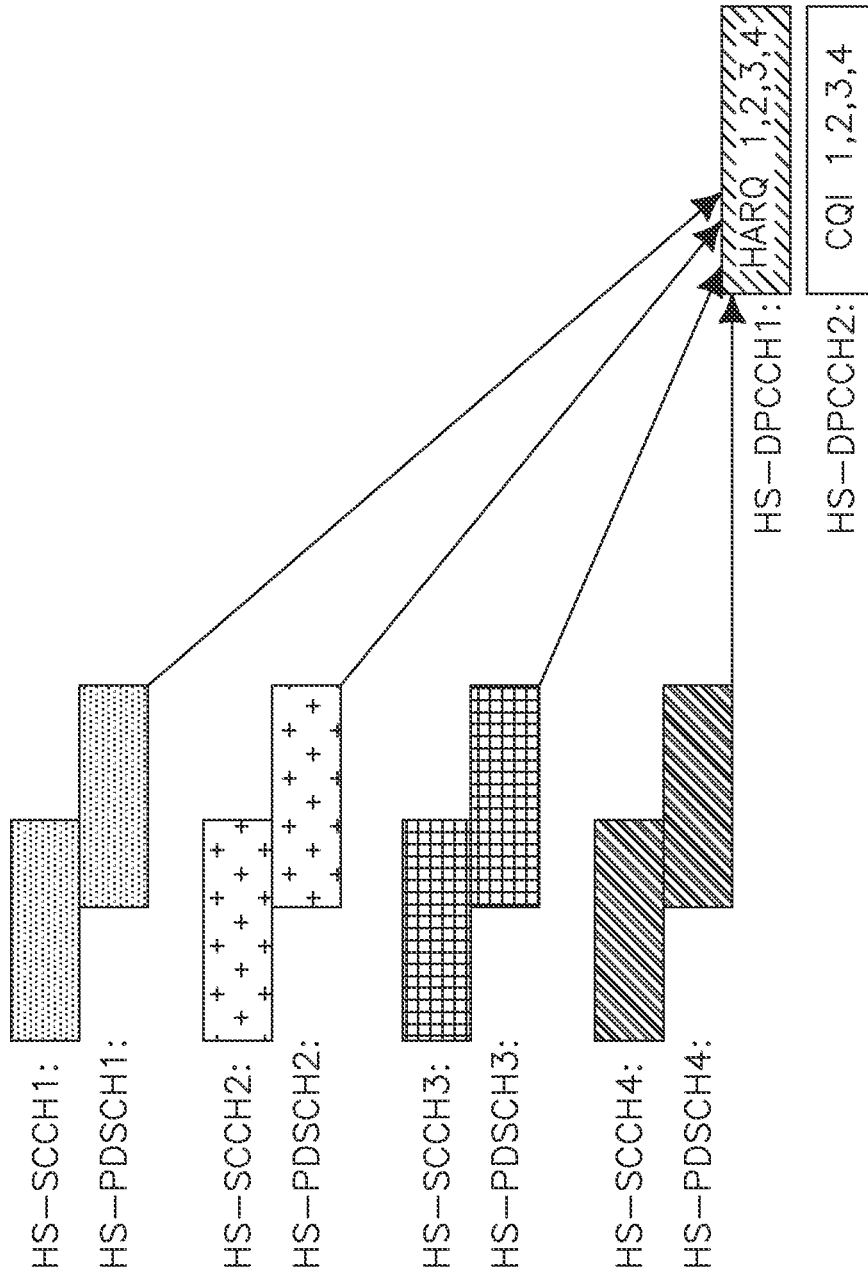 HS-SCCH1:
HS-PDSCH1:
HS-SCCH2:
HS-PDSCH2:
HS-SCCH3:
HS-PDSCH3:
HS-SCCH4:
HS-PDSCH4:
HS-DPCCH1:
HARQ 1,2,3,4
HS-DPCCH2:
CQI 1,2,3,4